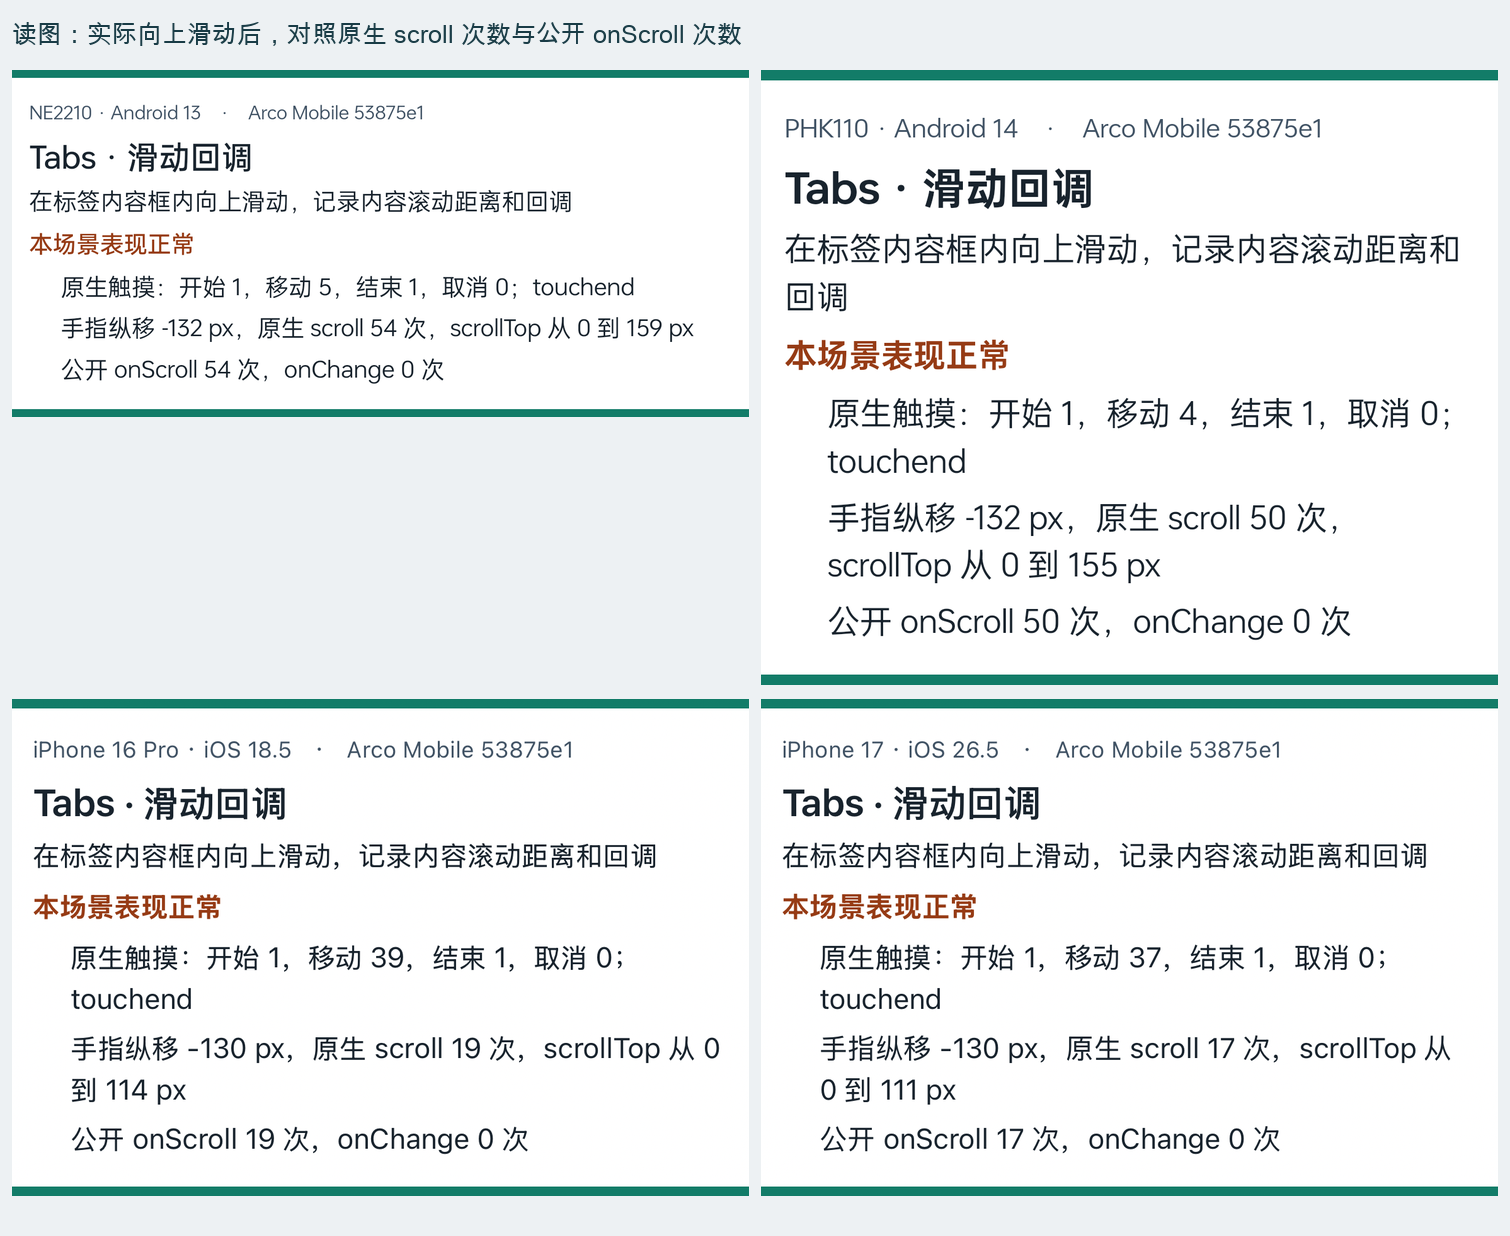 读图：实际向上滑动后，对照原生 scroll 次数与公开 onScroll 次数
NE2210 · Android 13 · Arco Mobile 53875e1
Tabs · 滑动回调
在标签内容框内向上滑动，记录内容滚动距离和回调
本场景表现正常
原生触摸：开始 1，移动 5，结束 1，取消 0；touchend
手指纵移 -132 px，原生 scroll 54 次，scrollTop 从 0 到 159 px
公开 onScroll 54 次，onChange 0 次
PHK110 · Android 14 · Arco Mobile 53875e1
Tabs · 滑动回调
在标签内容框内向上滑动，记录内容滚动距离和
回调
本场景表现正常
原生触摸：开始 1，移动 4，结束 1，取消 0；
touchend
手指纵移 -132 px，原生 scroll 50 次，
scrollTop 从 0 到 155 px
公开 onScroll 50 次，onChange 0 次
iPhone 16 Pro · iOS 18.5 · Arco Mobile 53875e1
Tabs · 滑动回调
在标签内容框内向上滑动，记录内容滚动距离和回调
本场景表现正常
原生触摸：开始 1，移动 39，结束 1，取消 0；
touchend
手指纵移 -130 px，原生 scroll 19 次，scrollTop 从 0
到 114 px
公开 onScroll 19 次，onChange 0 次
iPhone 17 · iOS 26.5 · Arco Mobile 53875e1
Tabs · 滑动回调
在标签内容框内向上滑动，记录内容滚动距离和回调
本场景表现正常
原生触摸：开始 1，移动 37，结束 1，取消 0；
touchend
手指纵移 -130 px，原生 scroll 17 次，scrollTop 从
0 到 111 px
公开 onScroll 17 次，onChange 0 次